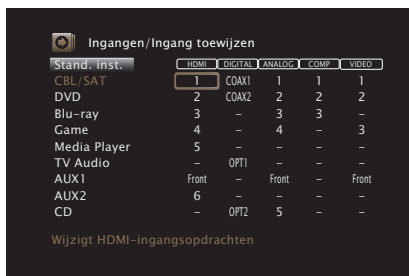 Ingangen/Ingang toewijzen
Stand. inst. HDMI DIGITAL ANALOG COMP VIDEO
CBL/SAT 1 COAX1 1 1 1
DVD 2 COAX2 2 2 2
Blu-ray 3 – 3 3 –
Game 4 – 4 – 3
Media Player 5 – – – –
TV Audio – OPT1 – – –
AUX1 Front – Front – Front
AUX2 6 – – – –
CD – OPT2 5 – –
Wijzigt HDMI-ingangsopdrachten